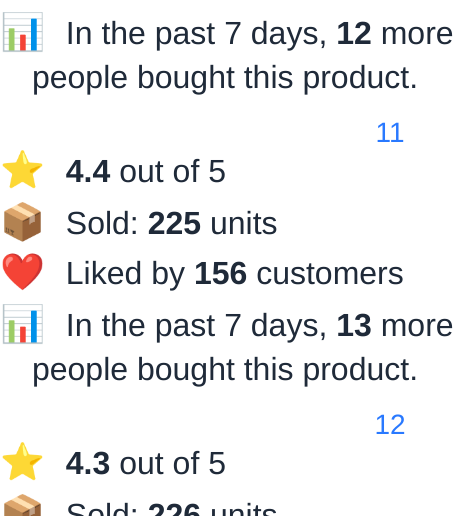 📊 In the past 7 days, 12 more
people bought this product.
11
⭐ 4.4 out of 5
📦 Sold: 225 units
❤️ Liked by 156 customers
📊 In the past 7 days, 13 more
people bought this product.
12
⭐ 4.3 out of 5
📦 Sold: 226 units